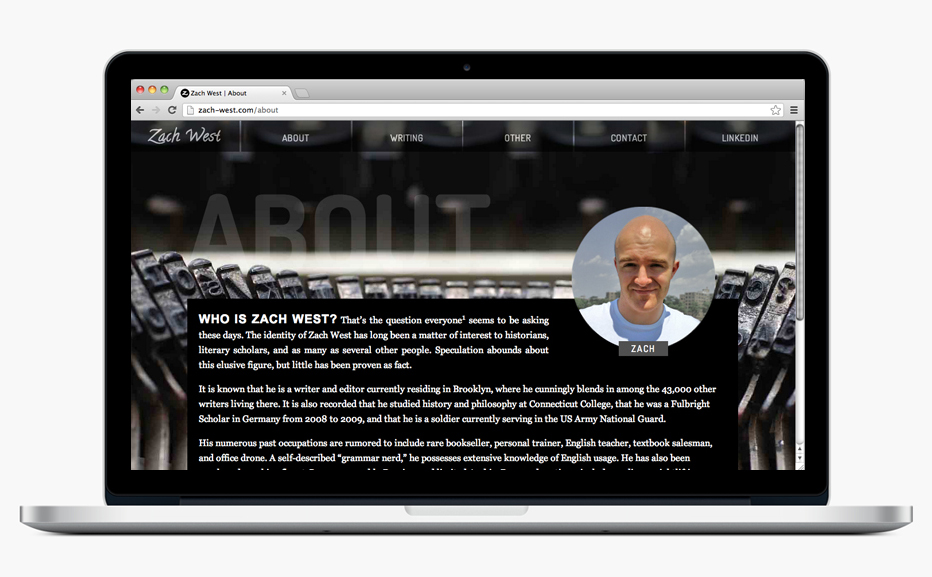 Zach West | About
zach-west.com/about
Zach West ABOUT WRITING OTHER CONTACT LINKEDIN
ABOUT
WHO IS ZACH WEST? That's the question everyone¹ seems to be asking
these days. The identity of Zach West has long been a matter of interest to historians,
literary scholars, and as many as several other people. Speculation abounds about
this elusive figure, but little has been proven as fact.
ZACH
It is known that he is a writer and editor currently residing in Brooklyn, where he cunningly blends in among the 43,000 other
writers living there. It is also recorded that he studied history and philosophy at Connecticut College, that he was a Fulbright
Scholar in Germany from 2008 to 2009, and that he is a soldier currently serving in the US Army National Guard.
His numerous past occupations are rumored to include rare bookseller, personal trainer, English teacher, textbook salesman,
and office drone. A self-described “grammar nerd,” he possesses extensive knowledge of English usage. He has also been